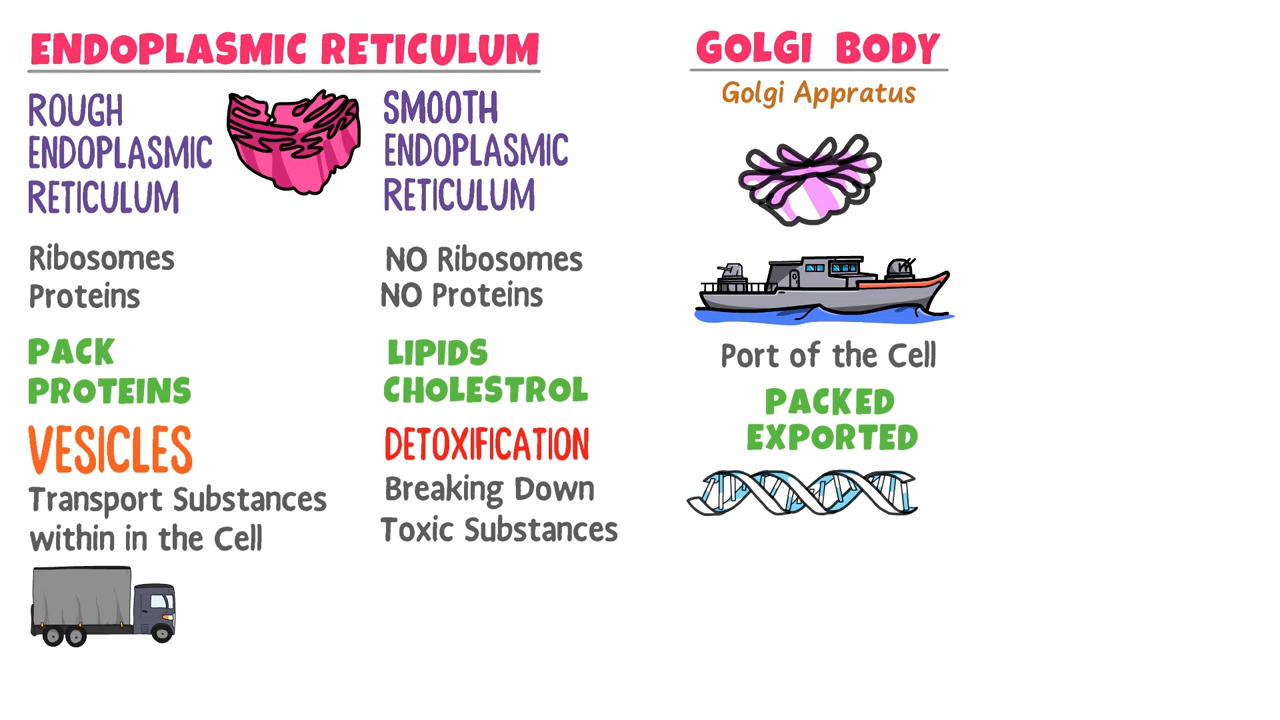 ENDOPLASMIC RETICULUM
ROUGH
ENDOPLASMIC
RETICULUM
Ribosomes
Proteins
PACK
PROTEINS
VESICLES
Transport Substances
within in the Cell
SMOOTH
ENDOPLASMIC
RETICULUM
NO Ribosomes
NO Proteins
LIPIDS
CHOLESTROL
DETOXIFICATION
Breaking Down
Toxic Substances
GOLGI BODY
Golgi Appratus
Port of the Cell
PACKED
EXPORTED